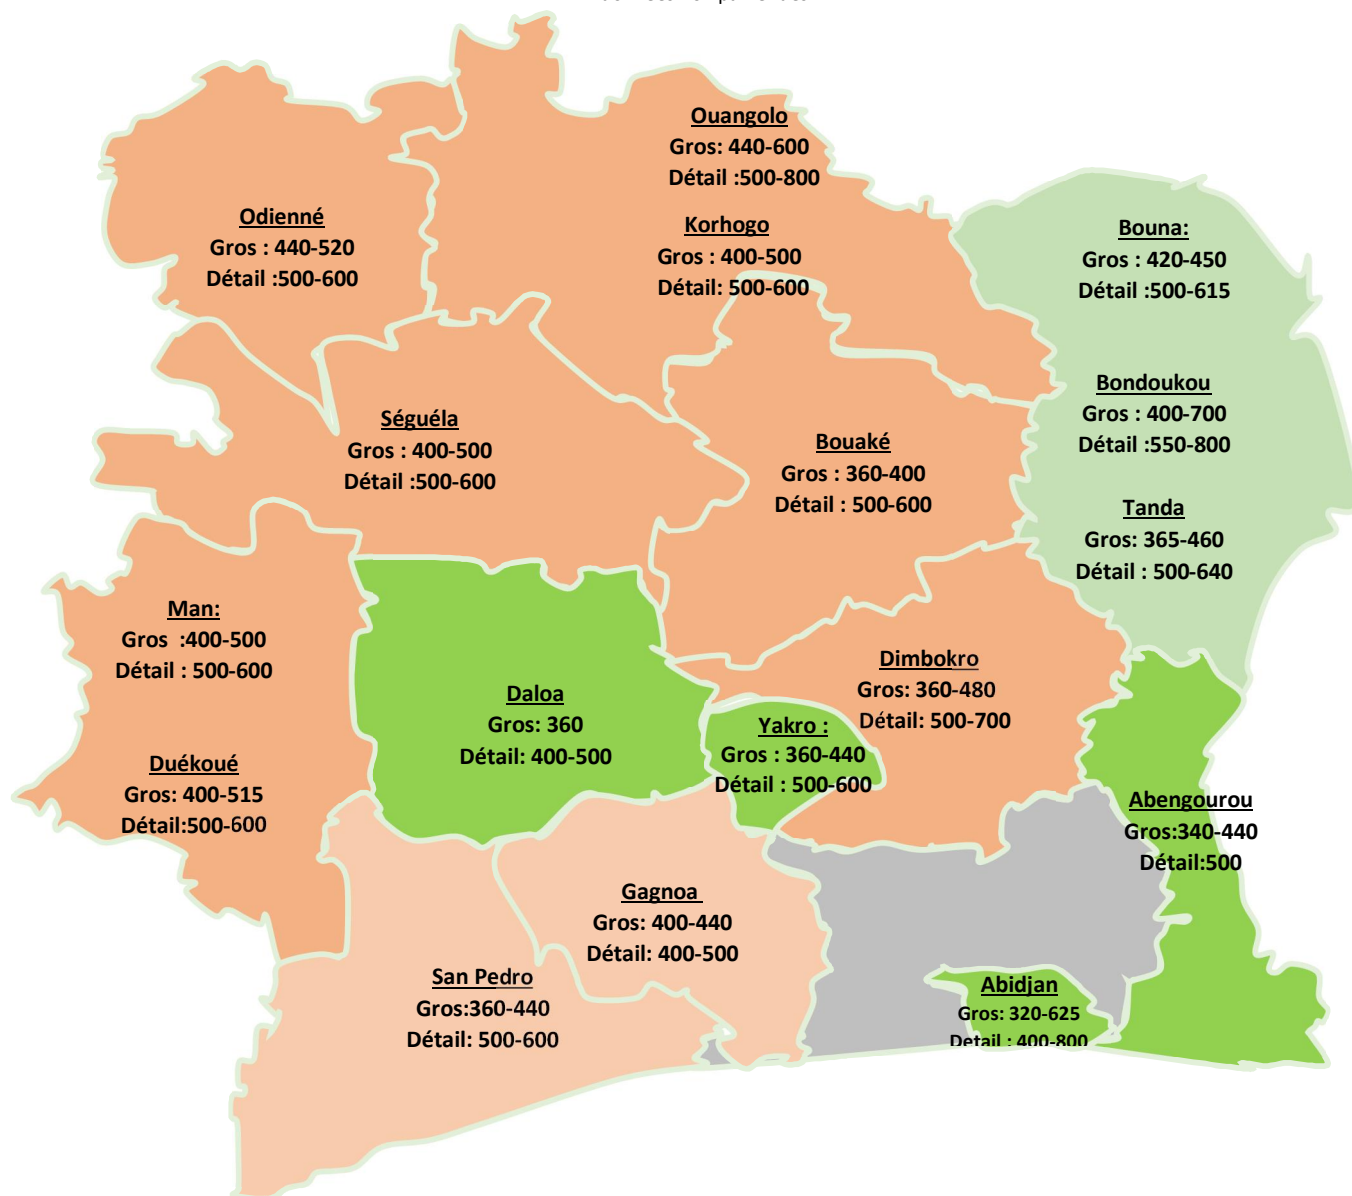 Ouangolo
Gros: 440-600
Détail :500-800
Odienné
Gros : 440-520
Détail :500-600
Korhogo
Gros : 400-500
Détail: 500-600
Bouna:
Gros : 420-450
Détail :500-615
Bondoukou
Gros : 400-700
Détail :550-800
Séguéla
Gros : 400-500
Détail :500-600
Bouaké
Gros : 360-400
Détail : 500-600
Tanda
Gros: 365-460
Détail : 500-640
Man:
Gros :400-500
Détail : 500-600
Dimbokro
Gros: 360-480
Détail: 500-700
Daloa
Gros: 360
Détail: 400-500
Yakro :
Gros : 360-440
Détail : 500-600
Duékoué
Gros: 400-515
Détail:500-600
Abengourou
Gros:340-440
Détail:500
Gagnoa
Gros: 400-440
Détail: 400-500
San Pedro
Gros:360-440
Détail: 500-600
Abidjan
Gros: 320-625
Detail : 400-800